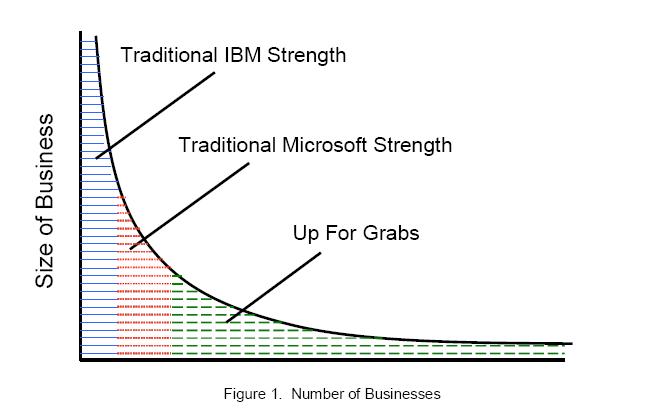 Traditional IBM Strength
Traditional Microsoft Strength
Up For Grabs
Size of Business
Figure 1.  Number of Businesses